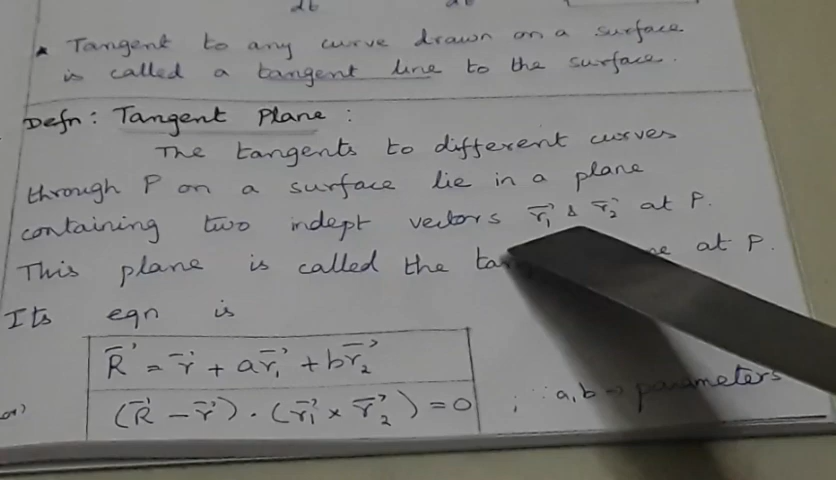 * Tangent to any curve drawn on a surface
is called a tangent line to the surface.
Defn: Tangent Plane:
The tangents to different curves
through P on a surface lie in a plane
containing two indept vectors r̄₁ & r̄₂ at P.
This plane is called the at P.
Its eqn is
R̄ = r̄ + a r̄₁ + b r̄₂
(or) (R̄ - r̄) · (r̄₁ × r̄₂) = 0 ; ∵ a, b → parameters